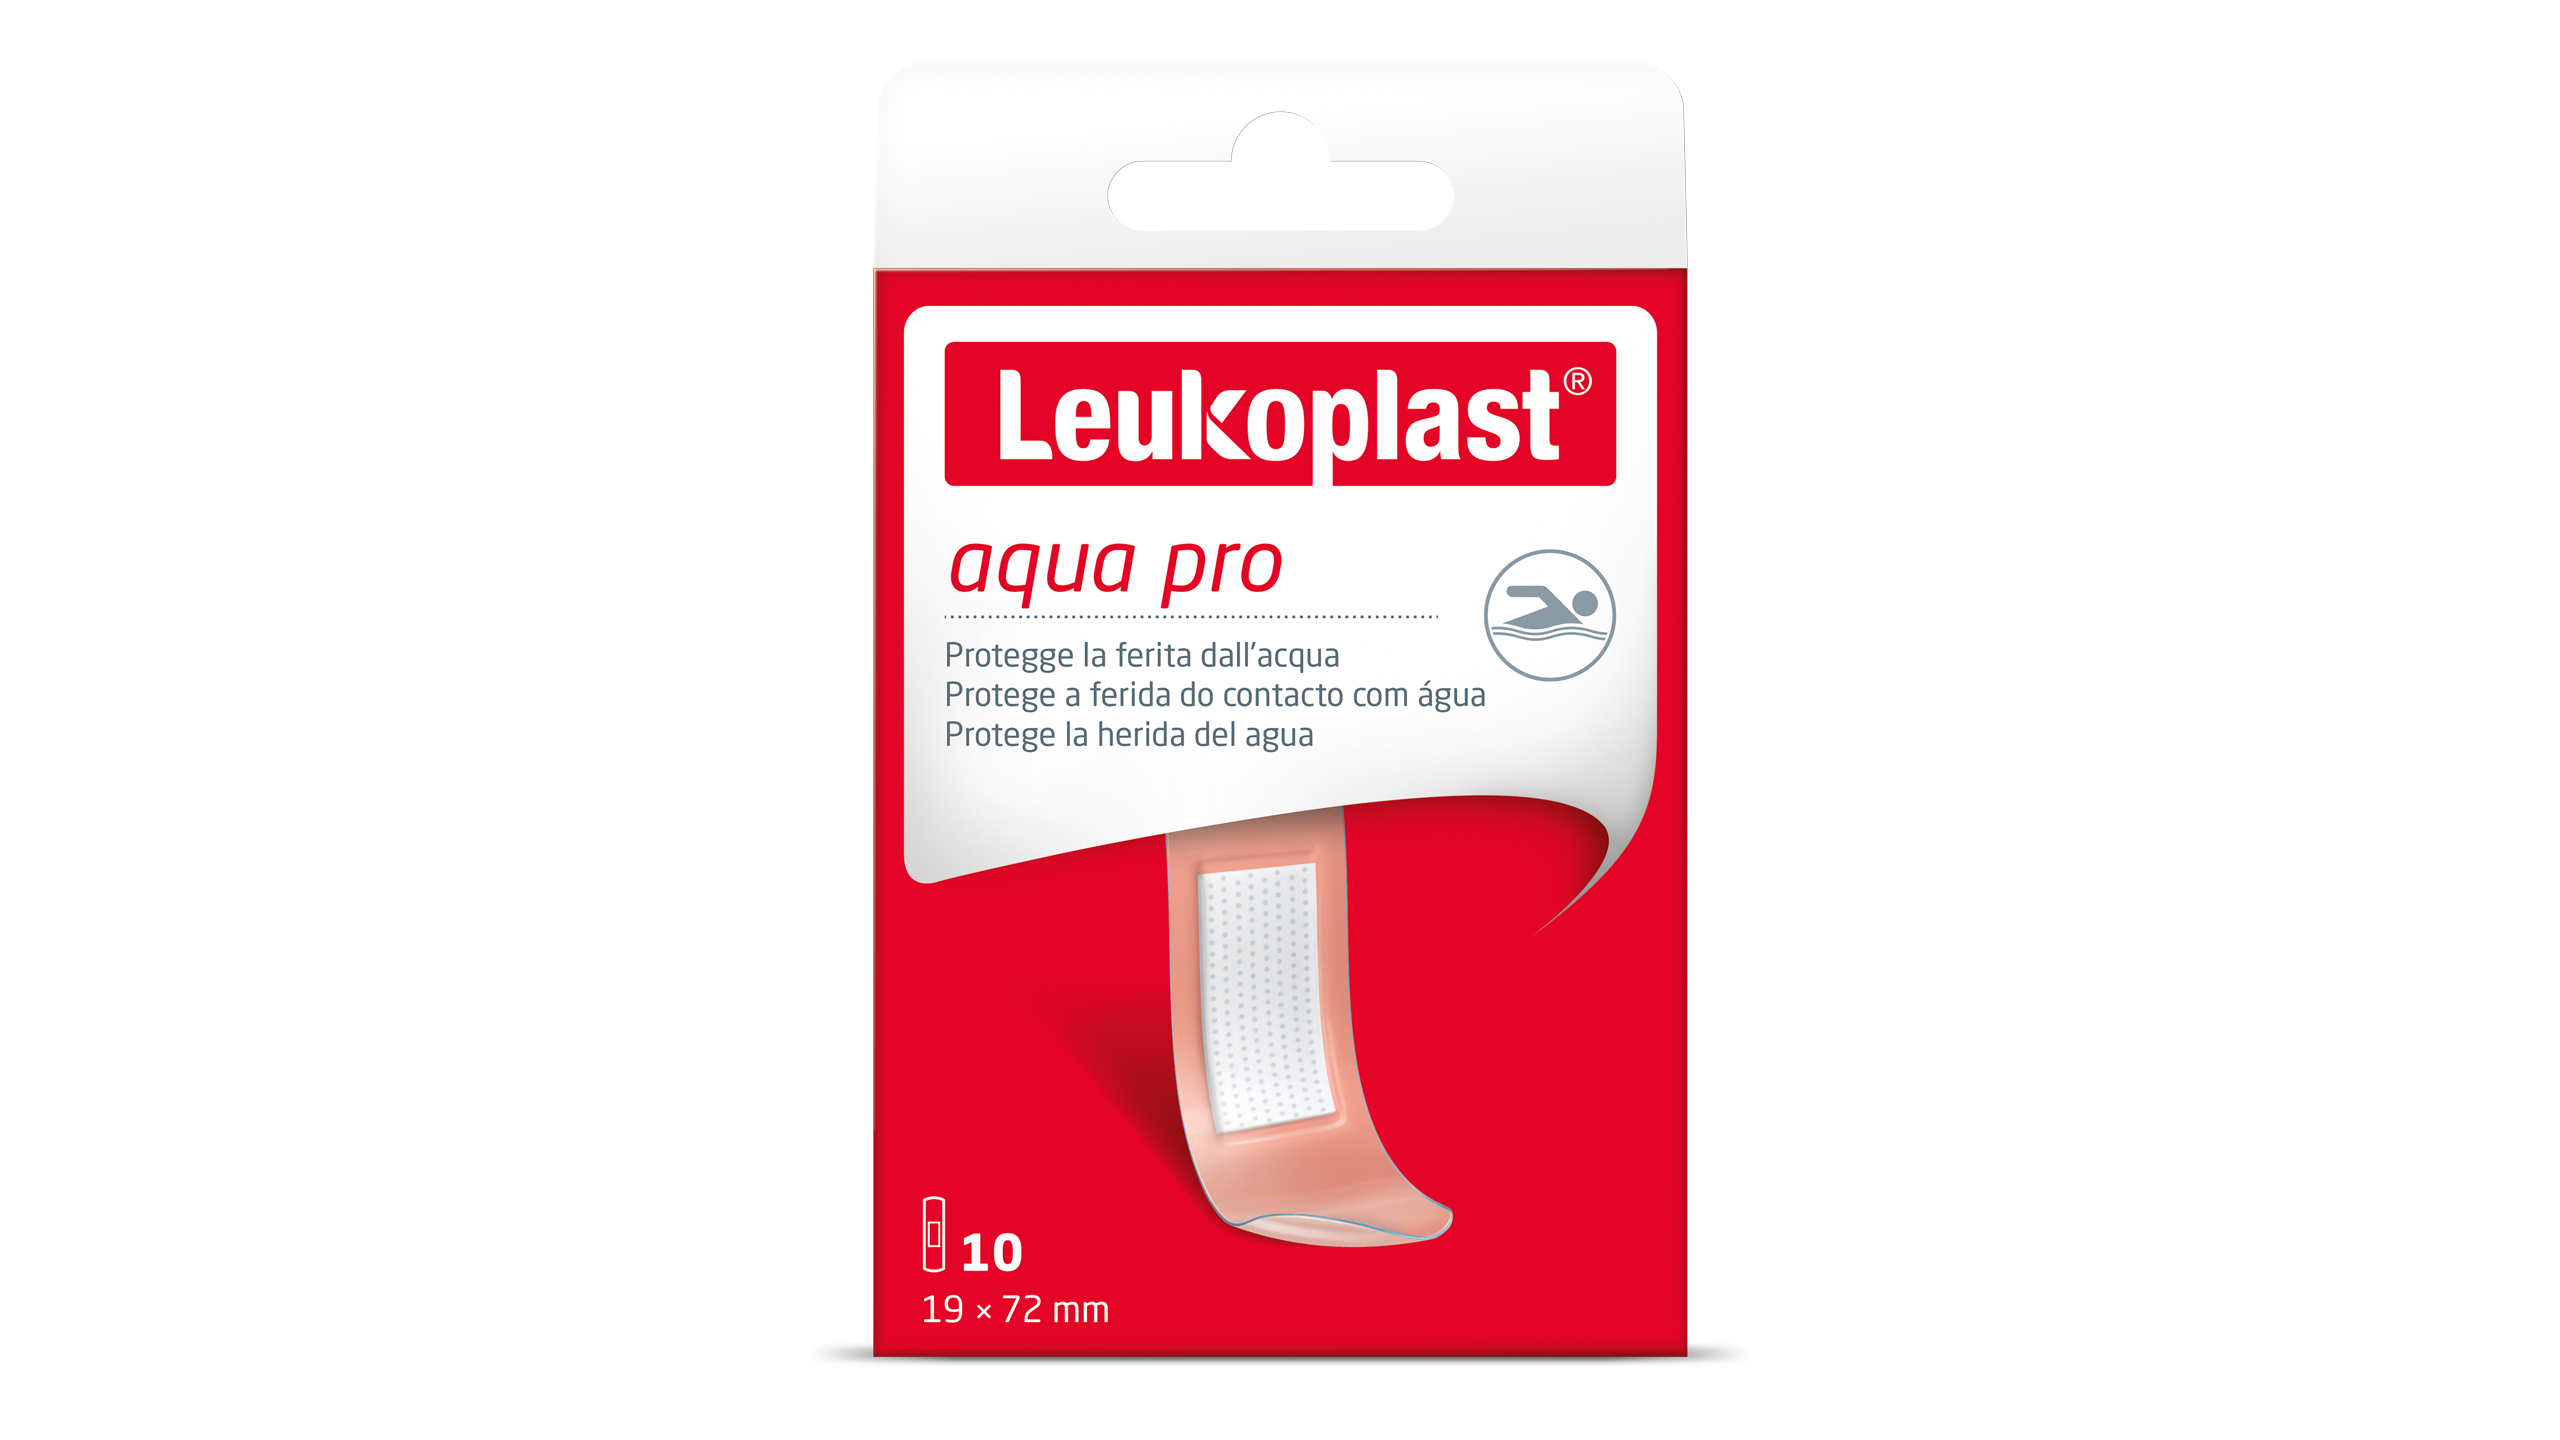 Leukoplast®
aqua pro
Protegge la ferita dall'acqua
Protege a ferida do contacto com água
Protege la herida del agua
10
19 × 72 mm